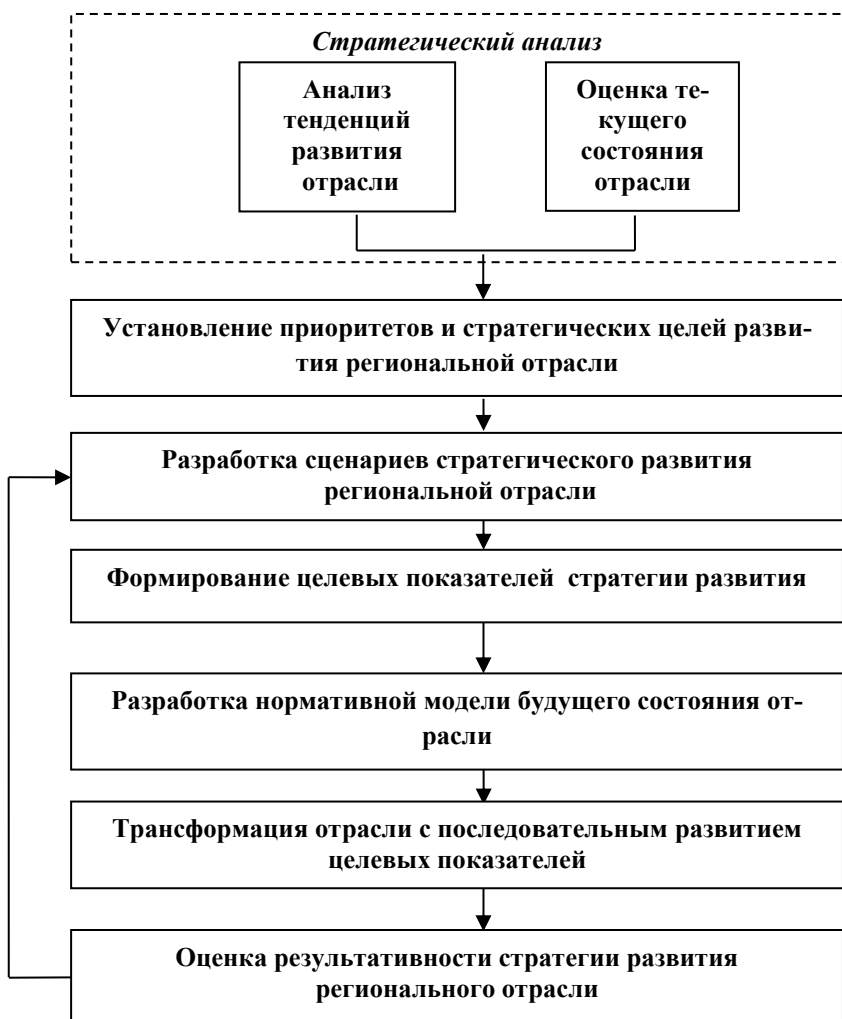 Стратегический анализ
Анализ
тенденций
развития
отрасли
Оценка те-
кущего
состояния
отрасли
Установление приоритетов и стратегических целей разви-
тия региональной отрасли
Разработка сценариев стратегического развития
региональной отрасли
Формирование целевых показателей стратегии развития
Разработка нормативной модели будущего состояния от-
расли
Трансформация отрасли с последовательным развитием
целевых показателей
Оценка результативности стратегии развития
регионального отрасли